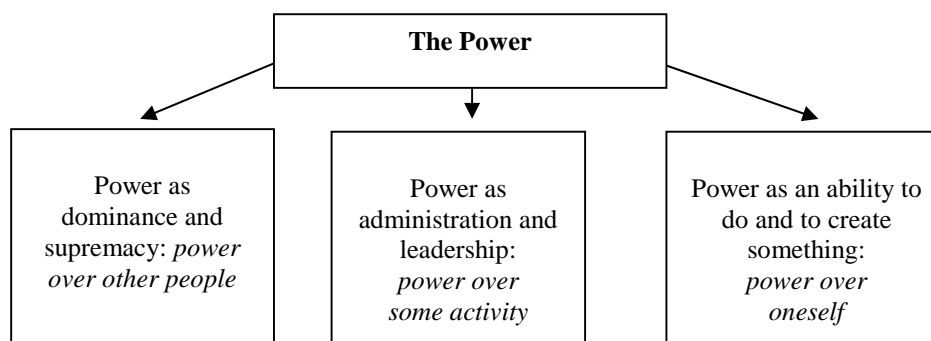 The Power
Power as
dominance and
supremacy: power
over other people
Power as
administration and
leadership:
power over
some activity
Power as an ability to
do and to create
something:
power over
oneself